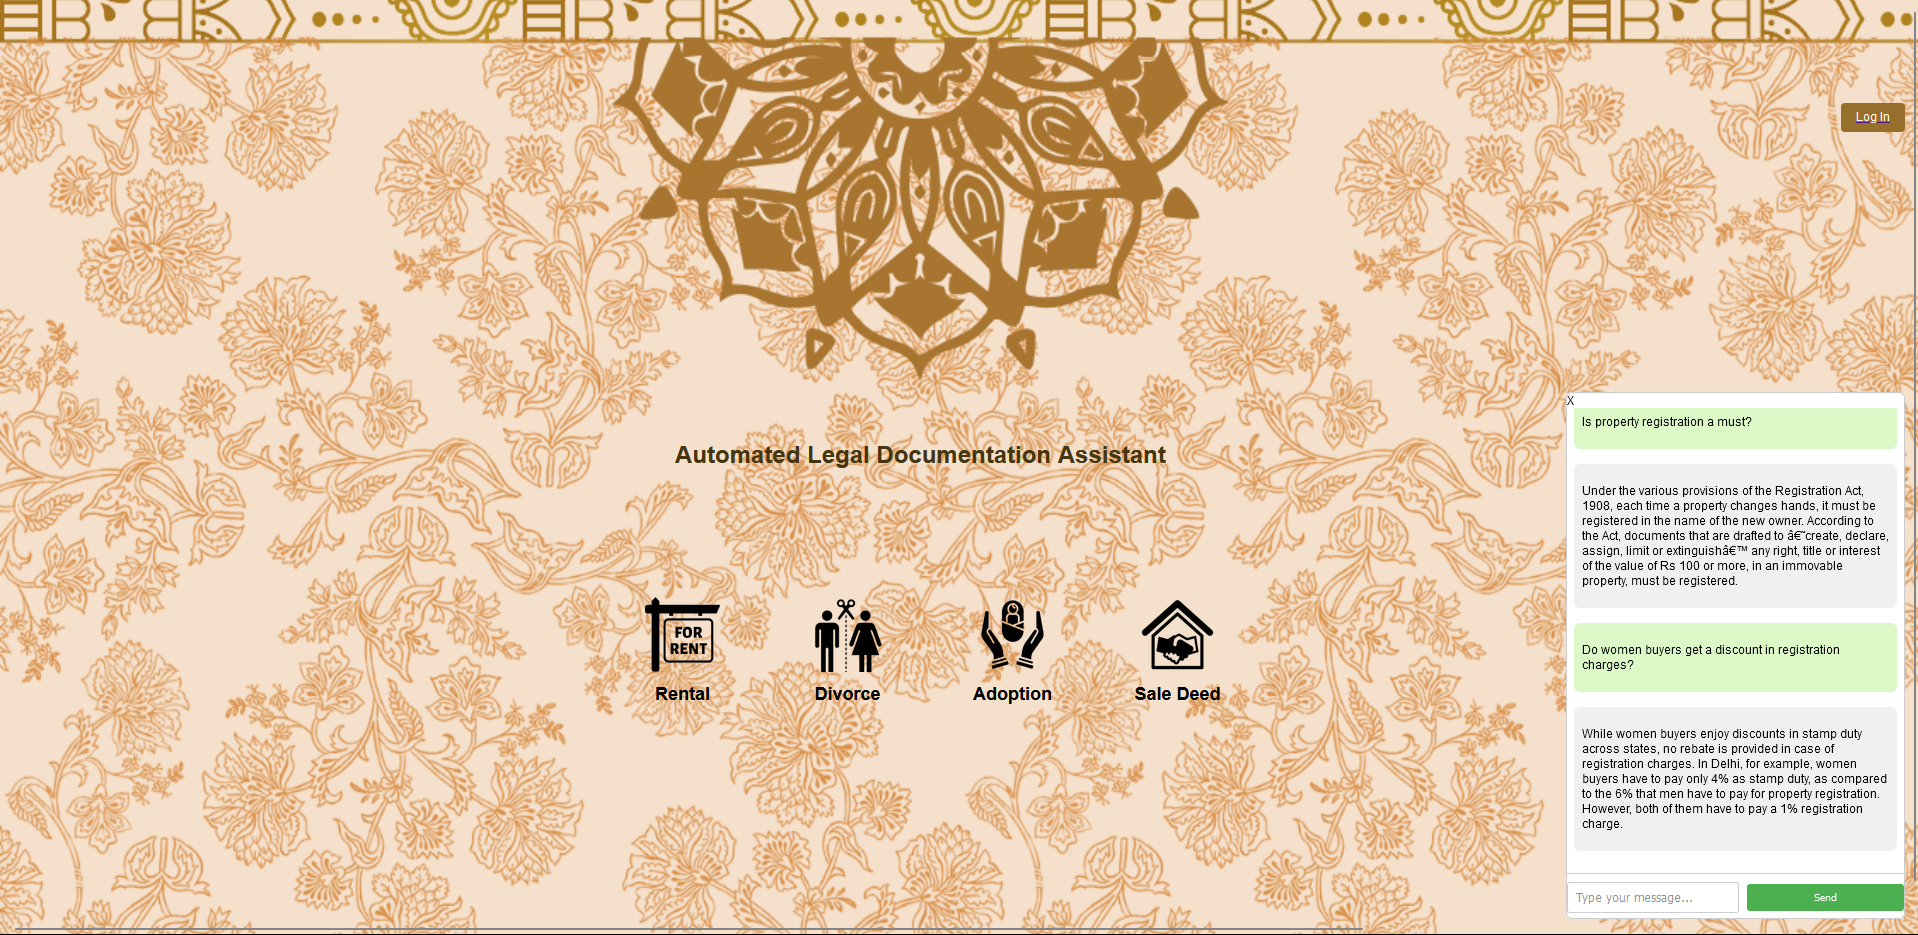 Log In
Automated Legal Documentation Assistant
FOR
RENT
Rental
Divorce
Adoption
Sale Deed
X
Is property registration a must?
Under the various provisions of the Registration Act,
1908, each time a property changes hands, it must be
registered in the name of the new owner. According to
the Act, documents that are drafted to â€˜create, declare,
assign, limit or extinguishâ€™ any right, title or interest
of the value of Rs 100 or more, in an immovable
property, must be registered.
Do women buyers get a discount in registration
charges?
While women buyers enjoy discounts in stamp duty
across states, no rebate is provided in case of
registration charges. In Delhi, for example, women
buyers have to pay only 4% as stamp duty, as compared
to the 6% that men have to pay for property registration.
However, both of them have to pay a 1% registration
charge.
Type your message...
Send